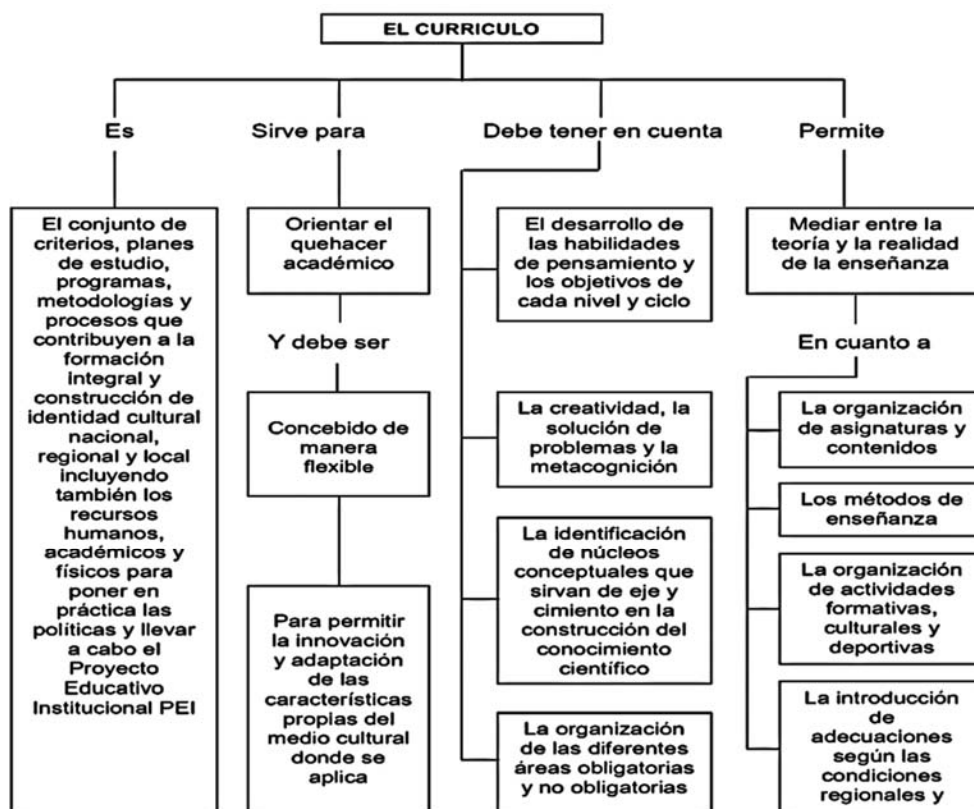 EL CURRICULO
Es
El conjunto de
criterios, planes
de estudio,
programas,
metodologías y
procesos que
contribuyen a la
formación
integral y
construcción de
identidad cultural
nacional,
regional y local
incluyendo
también los
recursos
humanos,
académicos y
físicos para
poner en
práctica las
políticas y llevar
a cabo el
Proyecto
Educativo
Institucional PEI
Sirve para
Orientar el
quehacer
académico
Y debe ser
Concebido de
manera
flexible
Para permitir
la innovación
y adaptación
de las
características
propias del
medio cultural
donde se
aplica
Debe tener en cuenta
El desarrollo de
las habilidades
de pensamiento y
los objetivos de
cada nivel y ciclo
La creatividad, la
solución de
problemas y la
metacognición
La identificación
de núcleos
conceptuales que
sirvan de eje y
cimiento en la
construcción del
conocimiento
científico
La organización
de las diferentes
áreas obligatorias
y no obligatorias
Permite
Mediar entre la
teoría y la realidad
de la enseñanza
En cuanto a
La organización
de asignaturas y
contenidos
Los métodos de
enseñanza
La organización
de actividades
formativas,
culturales y
deportivas
La introducción
de
adecuaciones
según las
condiciones
regionales y